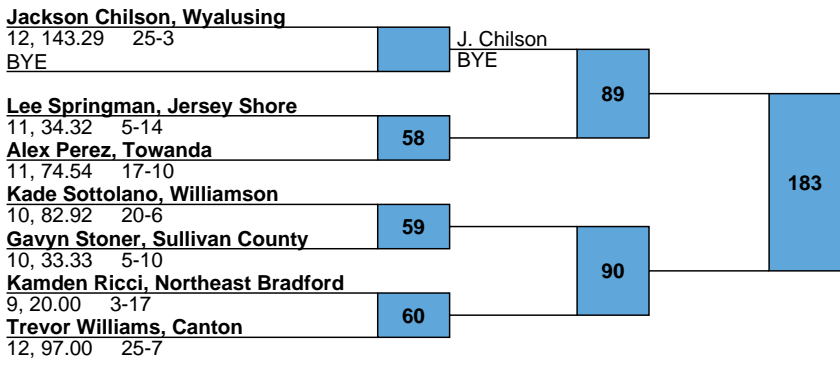 Jackson Chilson, Wyalusing
12, 143.29 25-3
BYE
J. Chilson
BYE
89
Lee Springman, Jersey Shore
11, 34.32 5-14
58
Alex Perez, Towanda
11, 74.54 17-10
183
Kade Sottolano, Williamson
10, 82.92 20-6
59
Gavyn Stoner, Sullivan County
10, 33.33 5-10
90
Kamden Ricci, Northeast Bradford
9, 20.00 3-17
60
Trevor Williams, Canton
12, 97.00 25-7